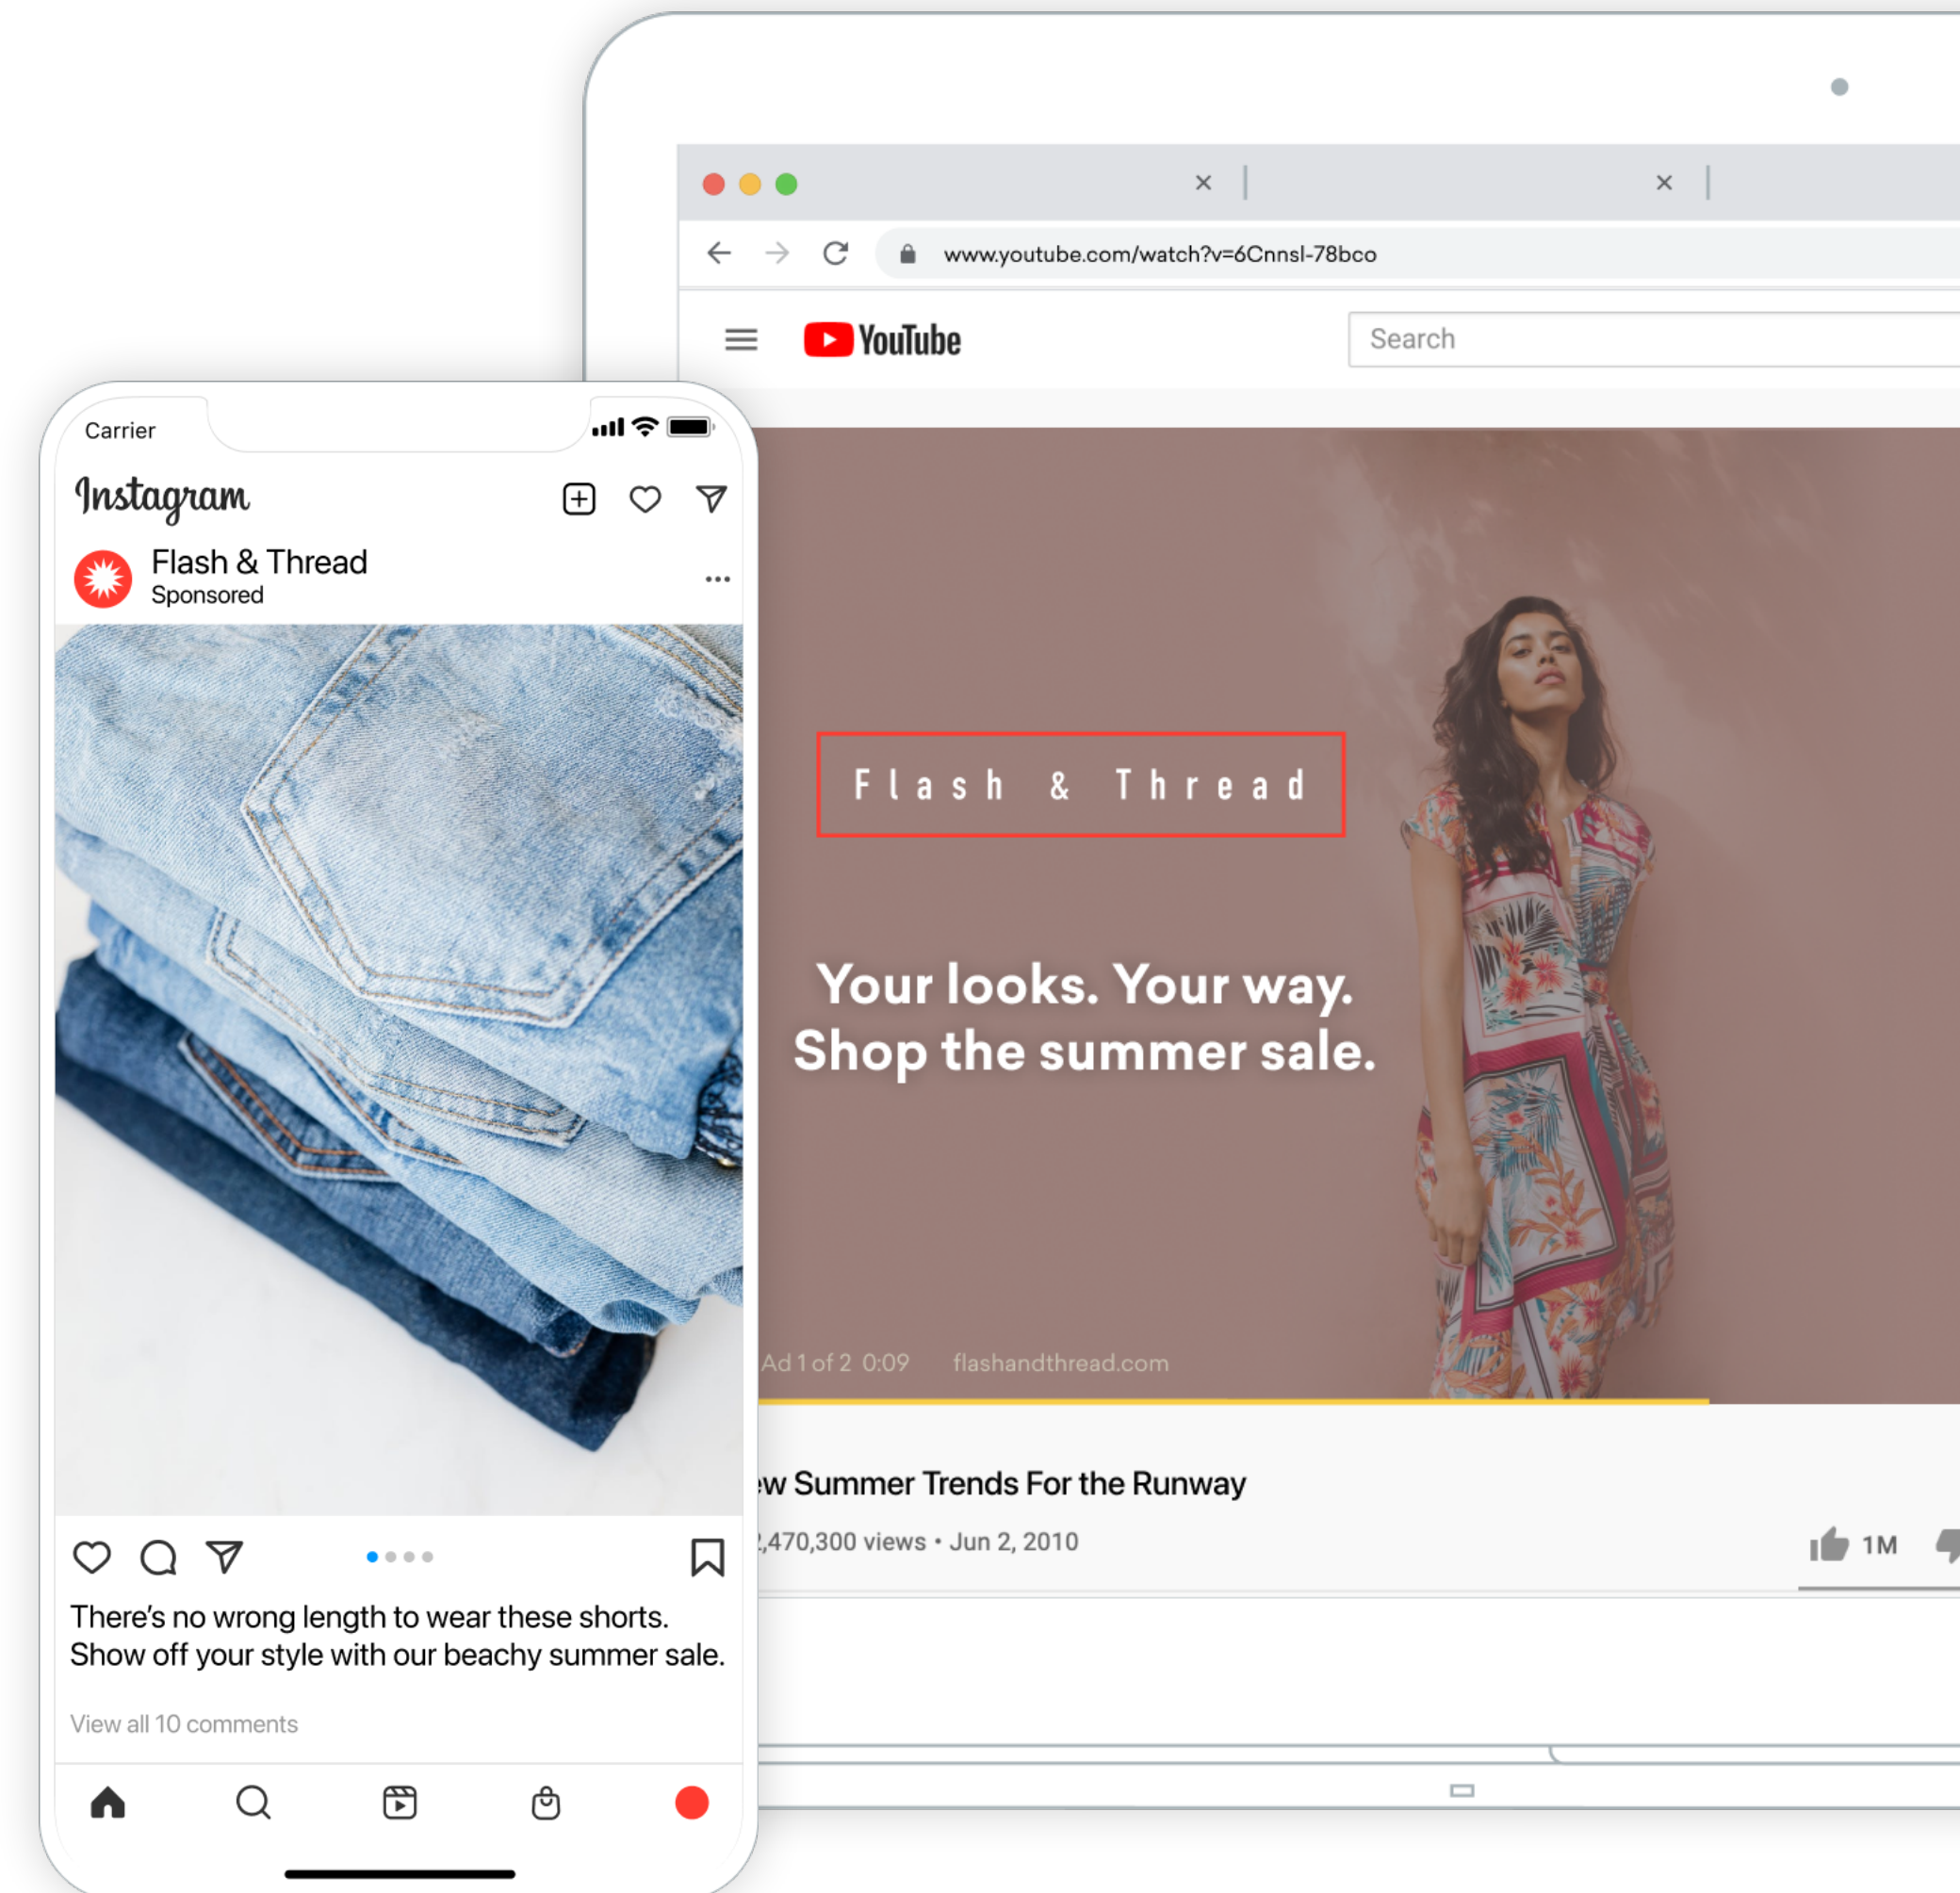 www.youtube.com/watch?v=6Cnnsl-78bco
YouTube
Search
Carrier
Instagram
Flash & Thread
Sponsored
There's no wrong length to wear these shorts.
Show off your style with our beachy summer sale.
View all 10 comments
Flash & Thread
Your looks. Your way.
Shop the summer sale.
Ad 1 of 2 0:09 flashandthread.com
Summer Trends For the Runway
,470,300 views • Jun 2, 2010
1M